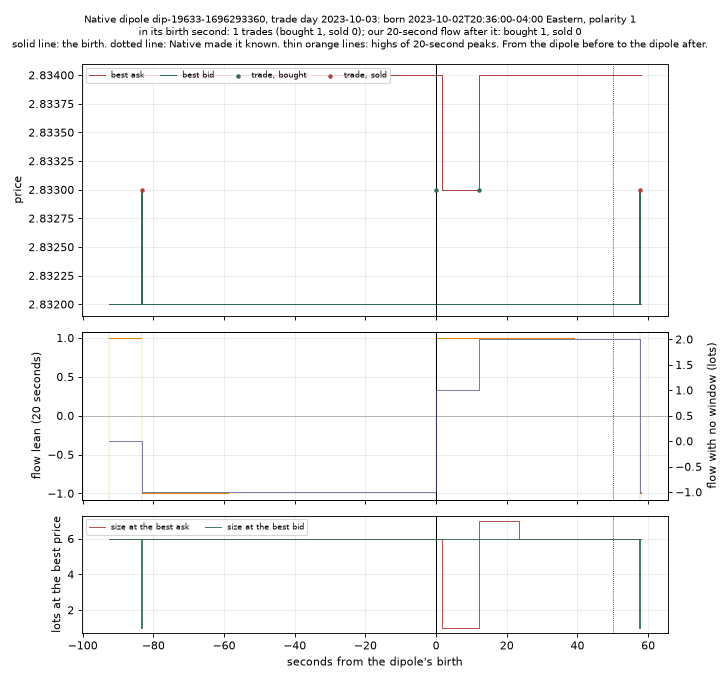 Native dipole dip-19633-1696293360, trade day 2023-10-03: born 2023-10-02T20:36:00-04:00 Eastern, polarity 1
in its birth second: 1 trades (bought 1, sold 0); our 20-second flow after it: bought 1, sold 0
solid line: the birth. dotted line: Native made it known. thin orange lines: highs of 20-second peaks. From the dipole before to the dipole after.
best ask best bid trade, bought trade, sold
2.83400
2.83375
2.83350
2.83325
2.83300
2.83275
2.83250
2.83225
2.83200
price
1.0
0.5
0.0
−0.5
−1.0
flow lean (20 seconds)
2.0
1.5
1.0
0.5
0.0
−0.5
−1.0
flow with no window (lots)
size at the best ask size at the best bid
6
4
2
lots at the best price
−100 −80 −60 −40 −20 0 20 40 60
seconds from the dipole's birth